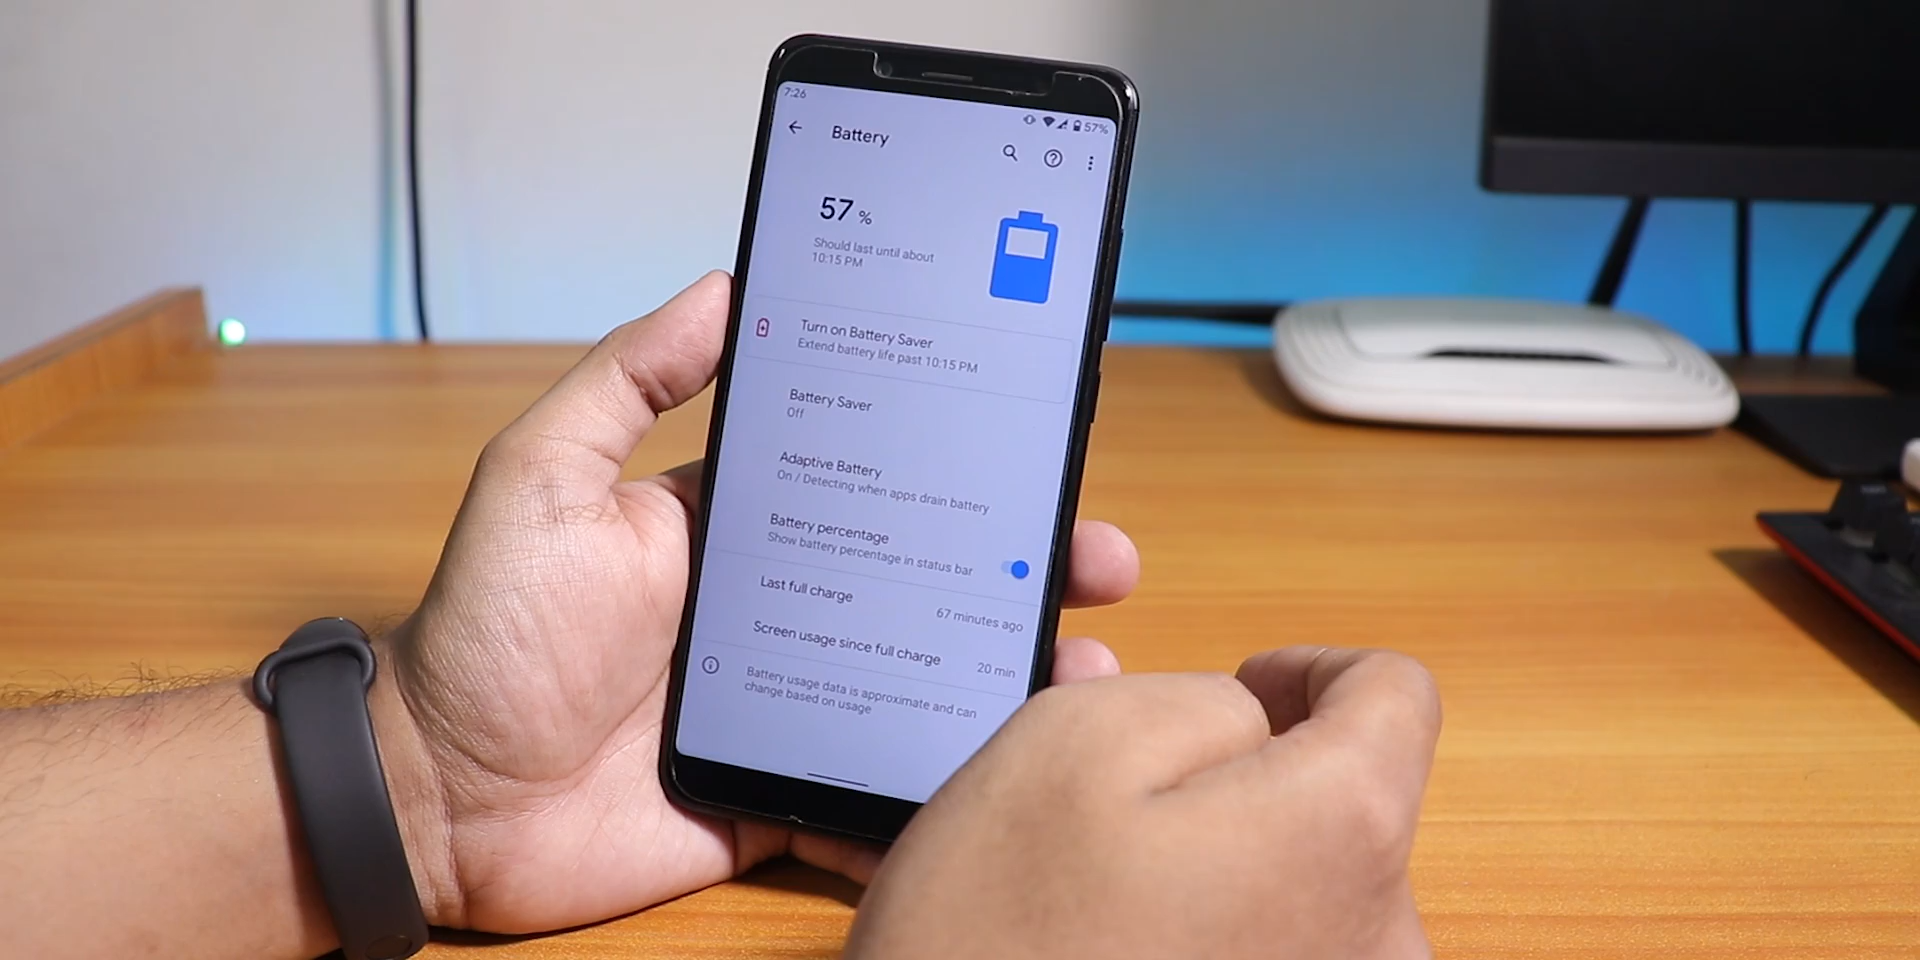 7:26
57%
Battery
57 %
Should last until about
10:15 PM
Turn on Battery Saver
Extend battery life past 10:15 PM
Battery Saver
Off
Adaptive Battery
On / Detecting when apps drain battery
Battery percentage
Show battery percentage in status bar
Last full charge
67 minutes ago
Screen usage since full charge
20 min
Battery usage data is approximate and can
change based on usage